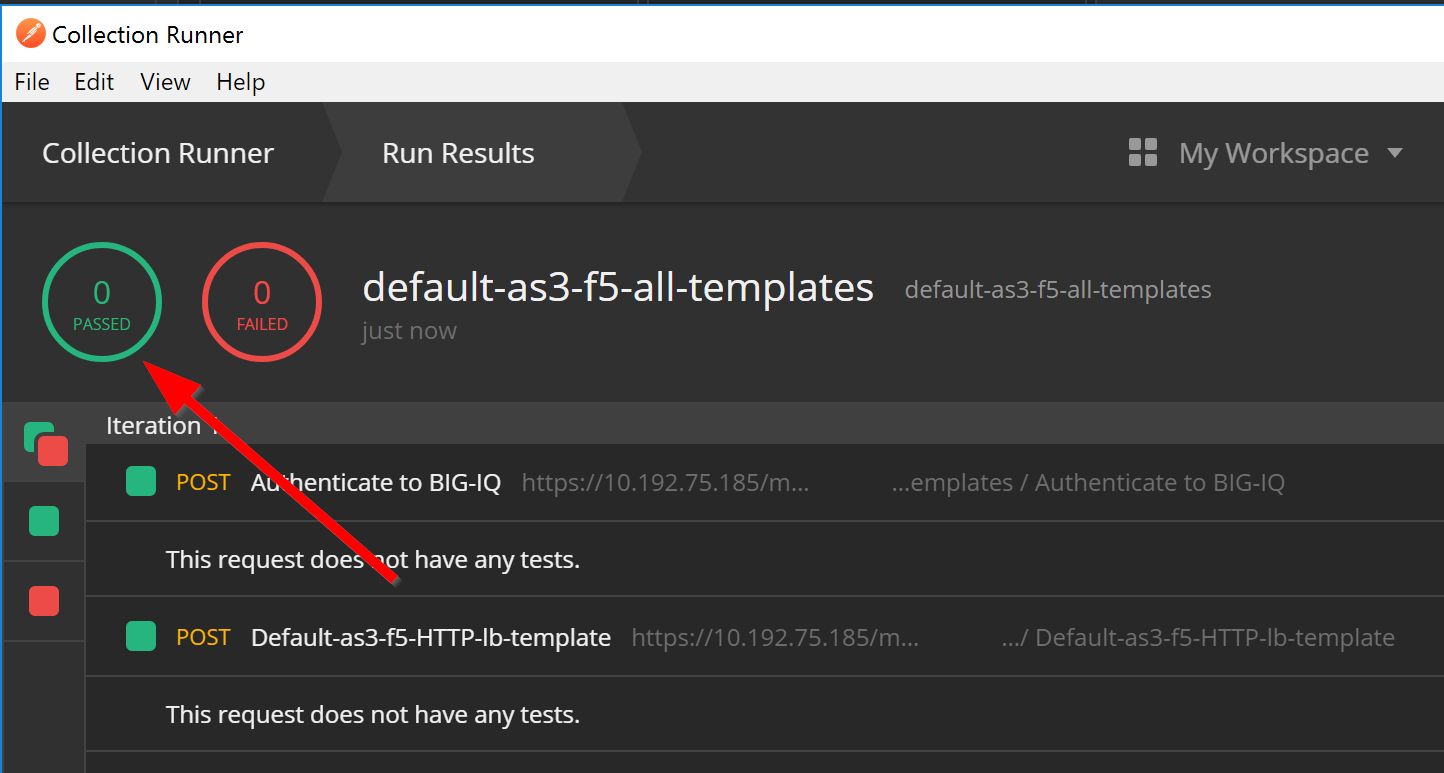 Collection Runner
File Edit View Help
Collection Runner Run Results My Workspace
0 PASSED
0 FAILED
default-as3-f5-all-templates default-as3-f5-all-templates
just now
Iteration
POST Authenticate to BIG-IQ https://10.192.75.185/m... ...emplates / Authenticate to BIG-IQ
This request does not have any tests.
POST Default-as3-f5-HTTP-lb-template https://10.192.75.185/m... .../ Default-as3-f5-HTTP-lb-template
This request does not have any tests.